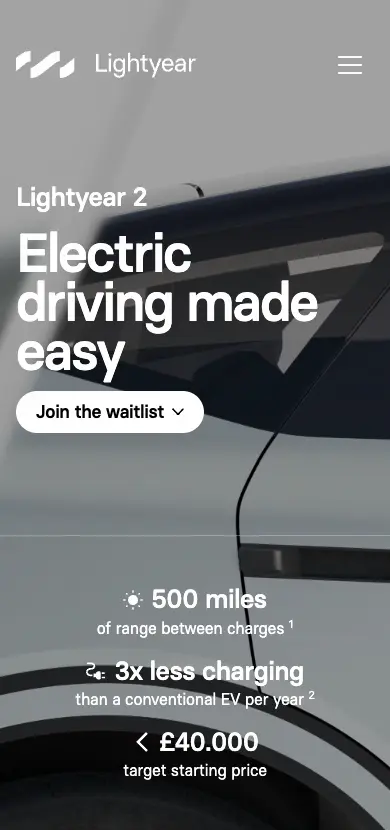 Lightyear
Lightyear 2
Electric
driving made
easy
Join the waitlist
500 miles
of range between charges ¹
3x less charging
than a conventional EV per year ²
< £40.000
target starting price